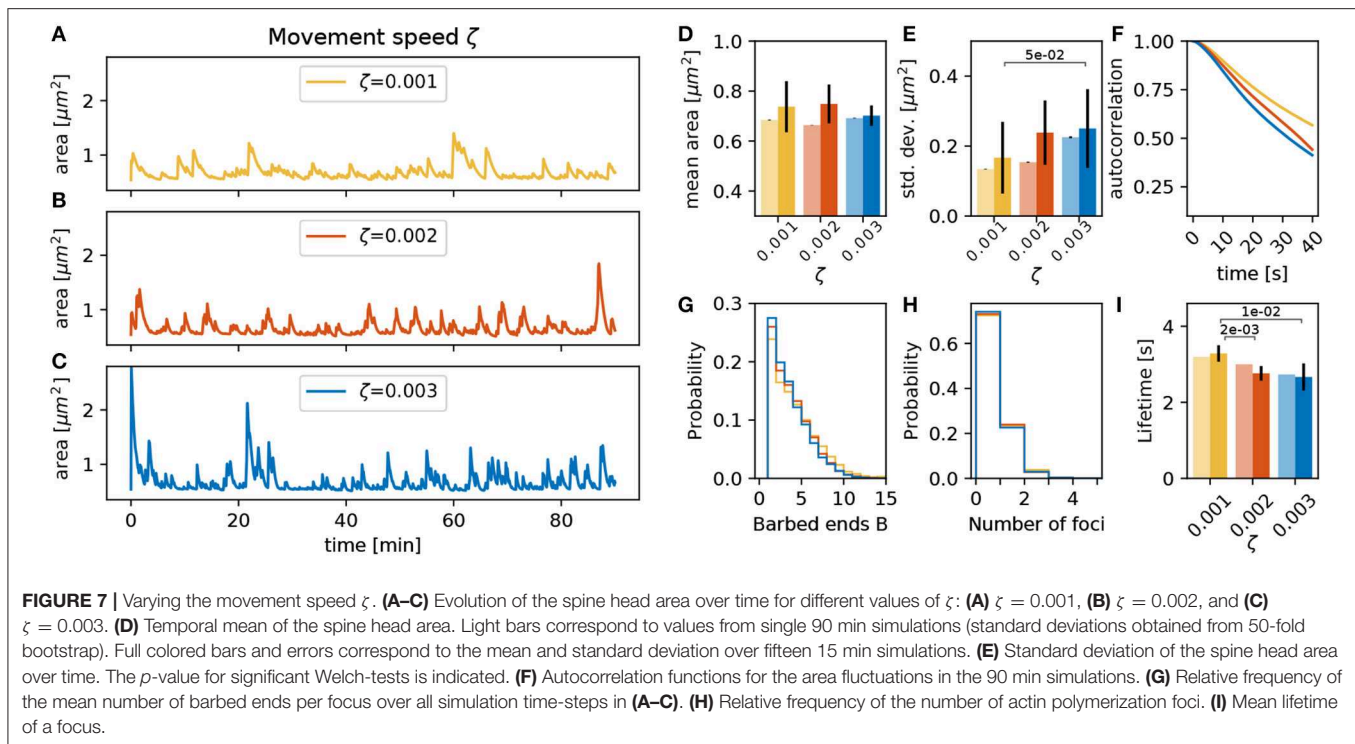 A
Movement speed ζ
area [μm²]
2
1
ζ=0.001
B
area [μm²]
2
1
ζ=0.002
C
area [μm²]
2
1
ζ=0.003
0 20 40 60 80
time [min]
D
mean area [μm²]
1.0
0.8
0.6
0.4
0.001 0.002 0.003
ζ
E
std. dev. [μm²]
0.4
0.2
0.0
5e-02
0.001 0.002 0.003
ζ
F
autocorrelation
1.00
0.75
0.50
0.25
0 10 20 30 40
time [s]
G
Probability
0.3
0.2
0.1
0.0
0 5 10 15
Barbed ends B
H
Probability
0.6
0.4
0.2
0.0
0 2 4
Number of foci
I
Lifetime [s]
4
2
0
1e-02
2e-03
0.001 0.002 0.003
ζ
FIGURE 7 | Varying the movement speed ζ. (A–C) Evolution of the spine head area over time for different values of ζ: (A) ζ = 0.001, (B) ζ = 0.002, and (C)
ζ = 0.003. (D) Temporal mean of the spine head area. Light bars correspond to values from single 90 min simulations (standard deviations obtained from 50-fold
bootstrap). Full colored bars and errors correspond to the mean and standard deviation over fifteen 15 min simulations. (E) Standard deviation of the spine head area
over time. The p-value for significant Welch-tests is indicated. (F) Autocorrelation functions for the area fluctuations in the 90 min simulations. (G) Relative frequency of
the mean number of barbed ends per focus over all simulation time-steps in (A–C). (H) Relative frequency of the number of actin polymerization foci. (I) Mean lifetime
of a focus.